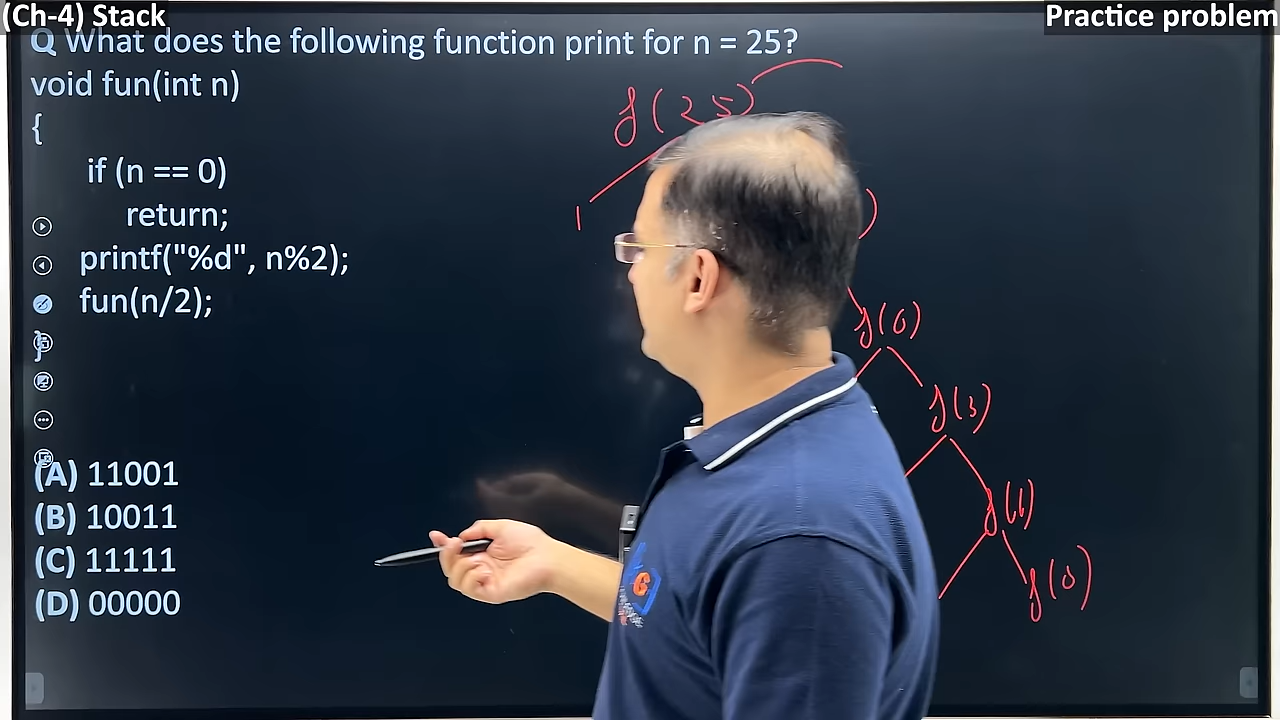 (Ch-4) Stack
Practice problem
Q What does the following function print for n = 25?
void fun(int n)
{
if (n == 0)
return;
printf("%d", n%2);
fun(n/2);
}
(A) 11001
(B) 10011
(C) 11111
(D) 00000
f(25)
1
)
f(6)
f(3)
f(1)
f(0)